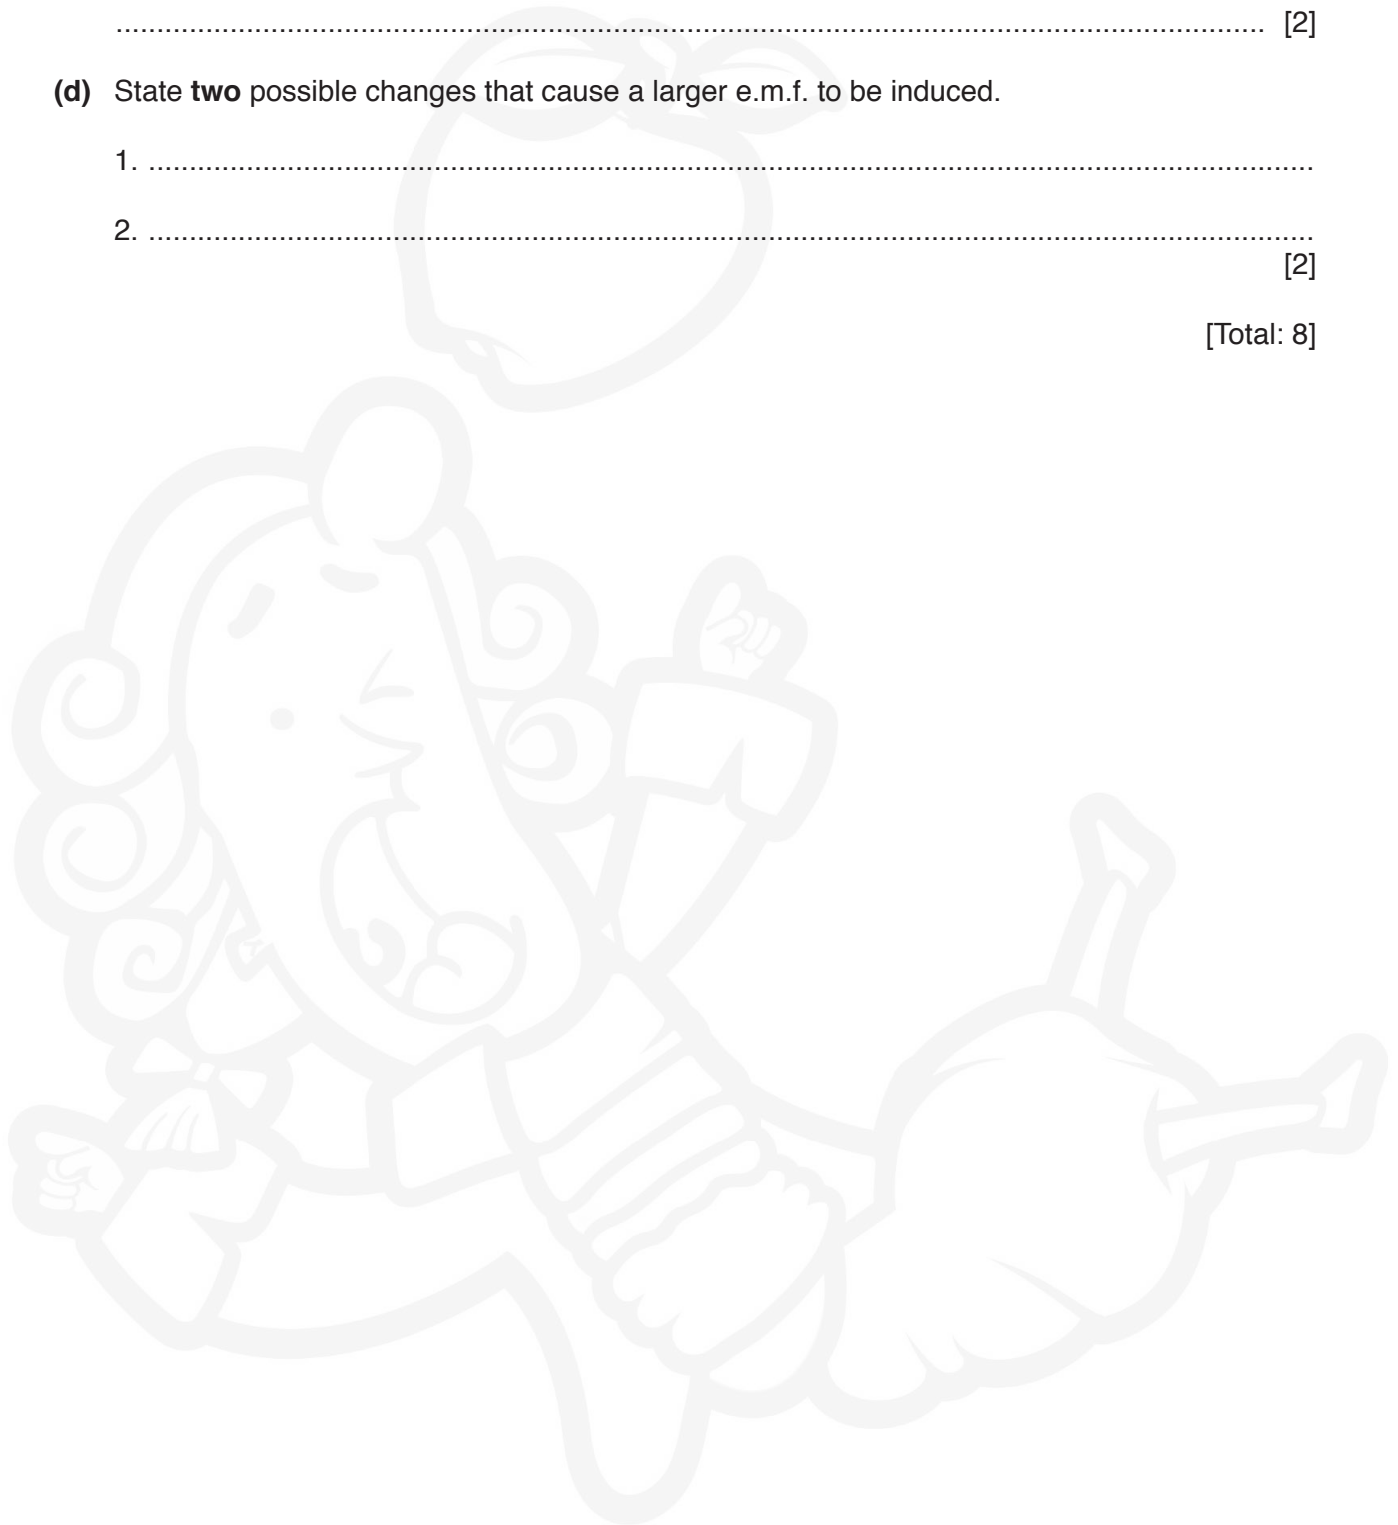 ............................................................................................................................................ [2]
(d) State two possible changes that cause a larger e.m.f. to be induced.
1. ..............................................................................................................................................
2. ..............................................................................................................................................
[2]
[Total: 8]